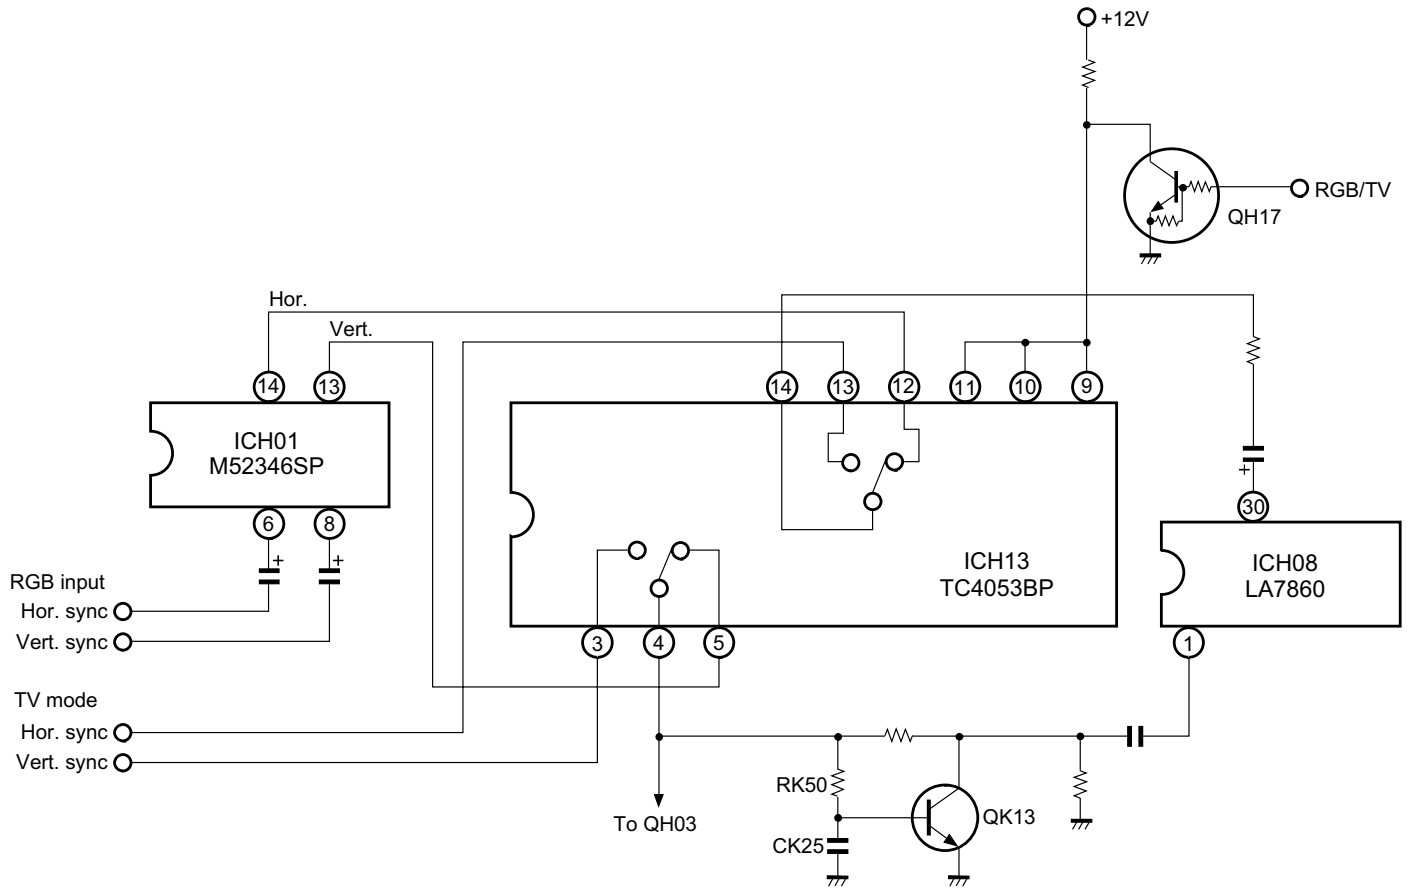 +12V
RGB/TV
QH17
Hor.
Vert.
14
13
14
13
12
11
10
9
ICH01
M52346SP
30
6
8
+
+
+
ICH13
TC4053BP
ICH08
LA7860
RGB input
Hor. sync
Vert. sync
3
4
5
1
TV mode
Hor. sync
Vert. sync
RK50
To QH03
QK13
CK25